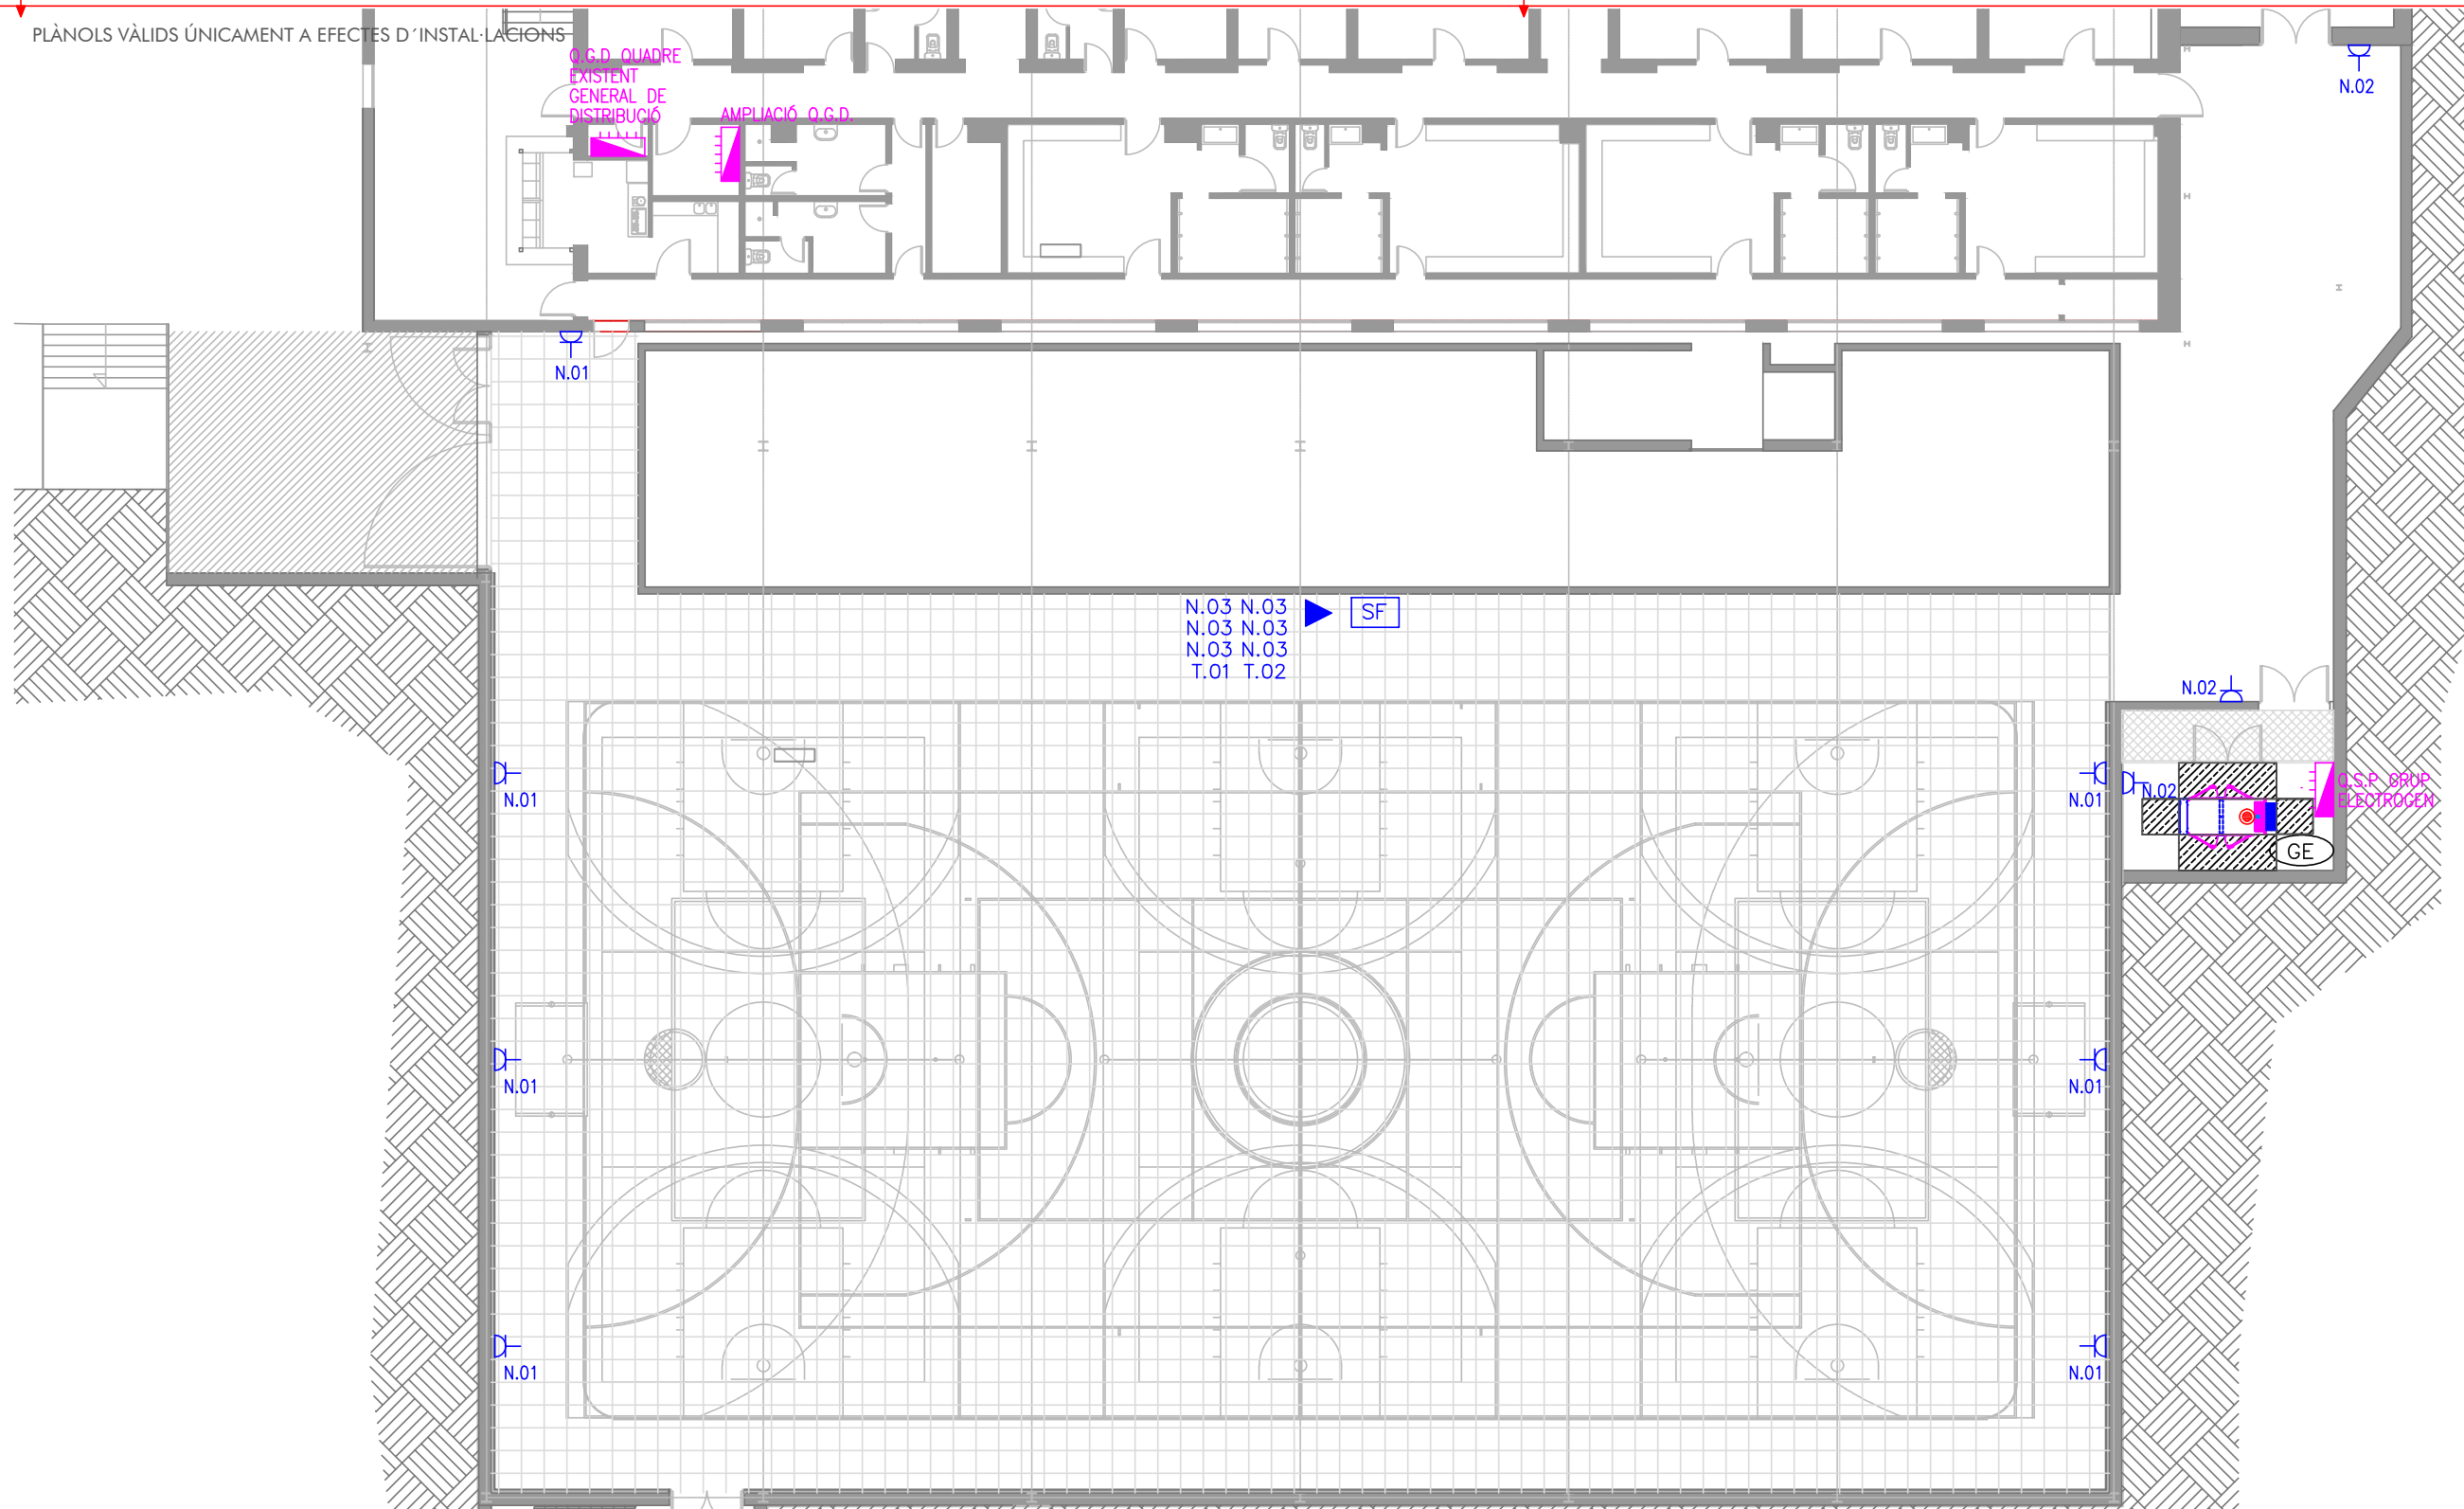 PLÀNOLS VÀLIDS ÚNICAMENT A EFECTES D´INSTAL·LACIONS
Q.G.D QUADRE
EXISTENT
GENERAL DE
DISTRIBUCIÓ
AMPLIACIÓ Q.G.D.
N.02
N.01
N.03 N.03
N.03 N.03
N.03 N.03
T.01 T.02
SF
N.02
N.01
N.01
N.02
Q.S.P GRUP
ELECTROGEN
GE
N.01
N.01
N.01
N.01